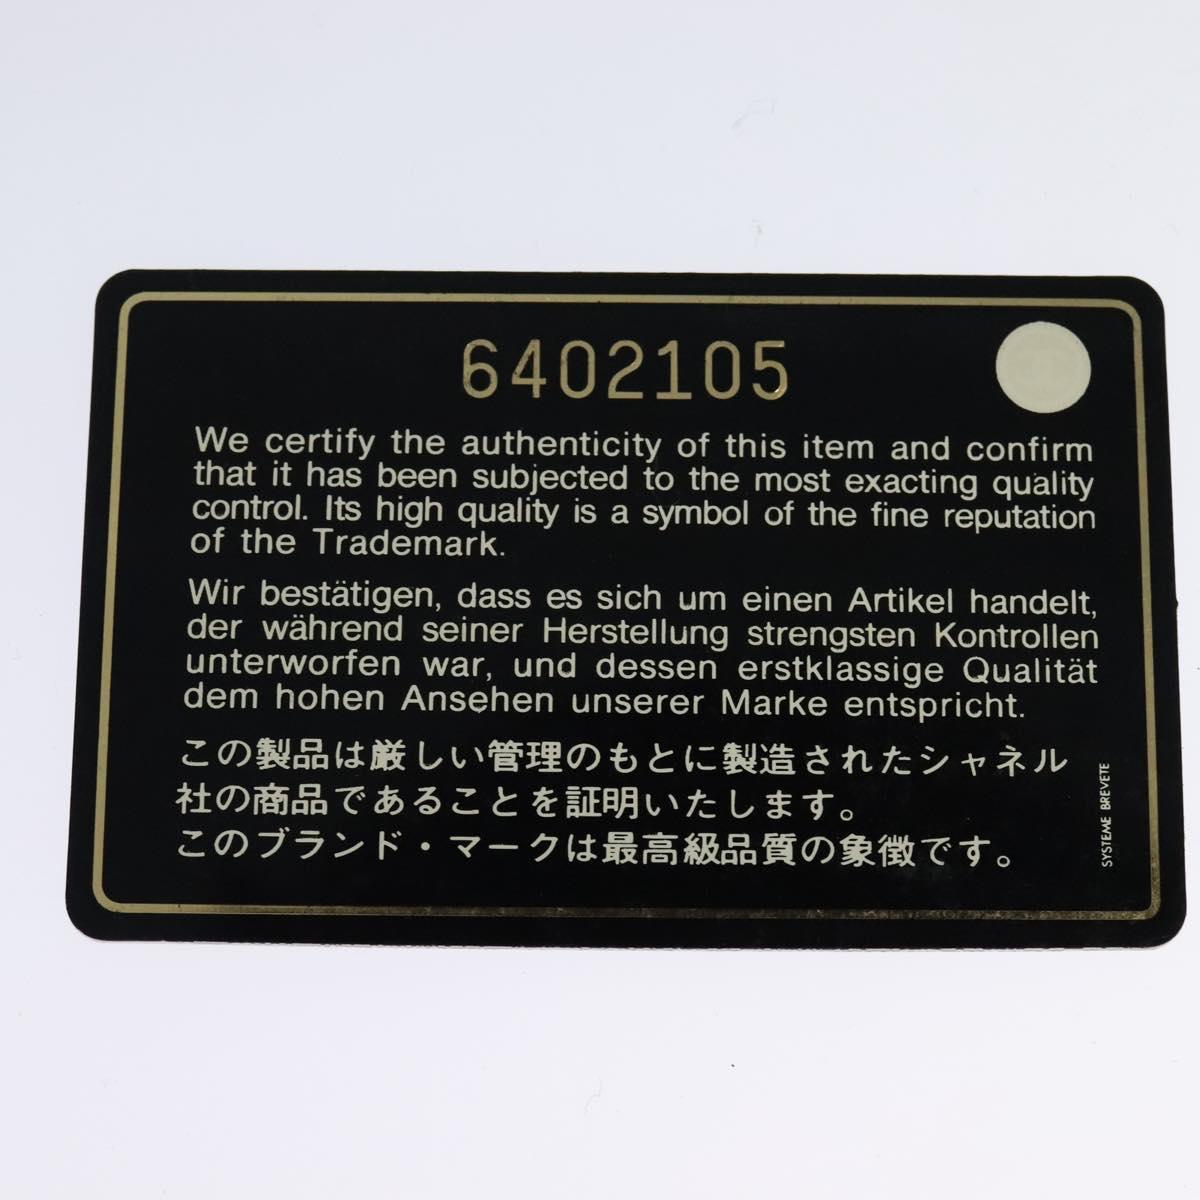 6402105
We certify the authenticity of this item and confirm
that it has been subjected to the most exacting quality
control. Its high quality is a symbol of the fine reputation
of the Trademark.
Wir bestätigen, dass es sich um einen Artikel handelt,
der während seiner Herstellung strengsten Kontrollen
unterworfen war, und dessen erstklassige Qualität
dem hohen Ansehen unserer Marke entspricht.
この製品は厳しい管理のもとに製造されたシャネル
社の商品であることを証明いたします。
このブランド・マークは最高級品質の象徴です。
SYSTEME BREVETE